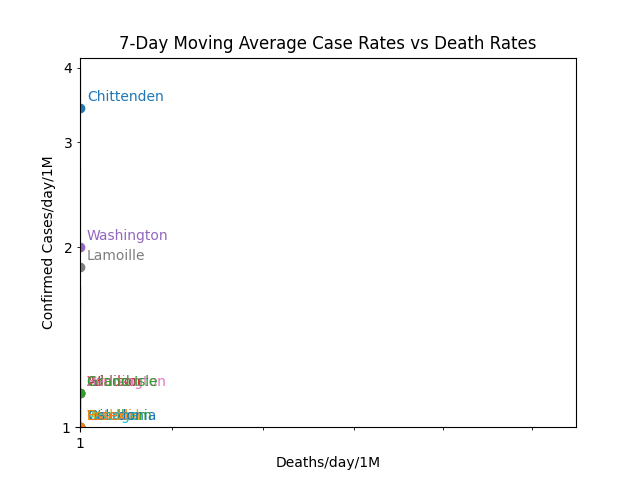 7-Day Moving Average Case Rates vs Death Rates
4
Chittenden
3
Confirmed Cases/day/1M
Washington
2
Lamoille
1
1
Deaths/day/1M